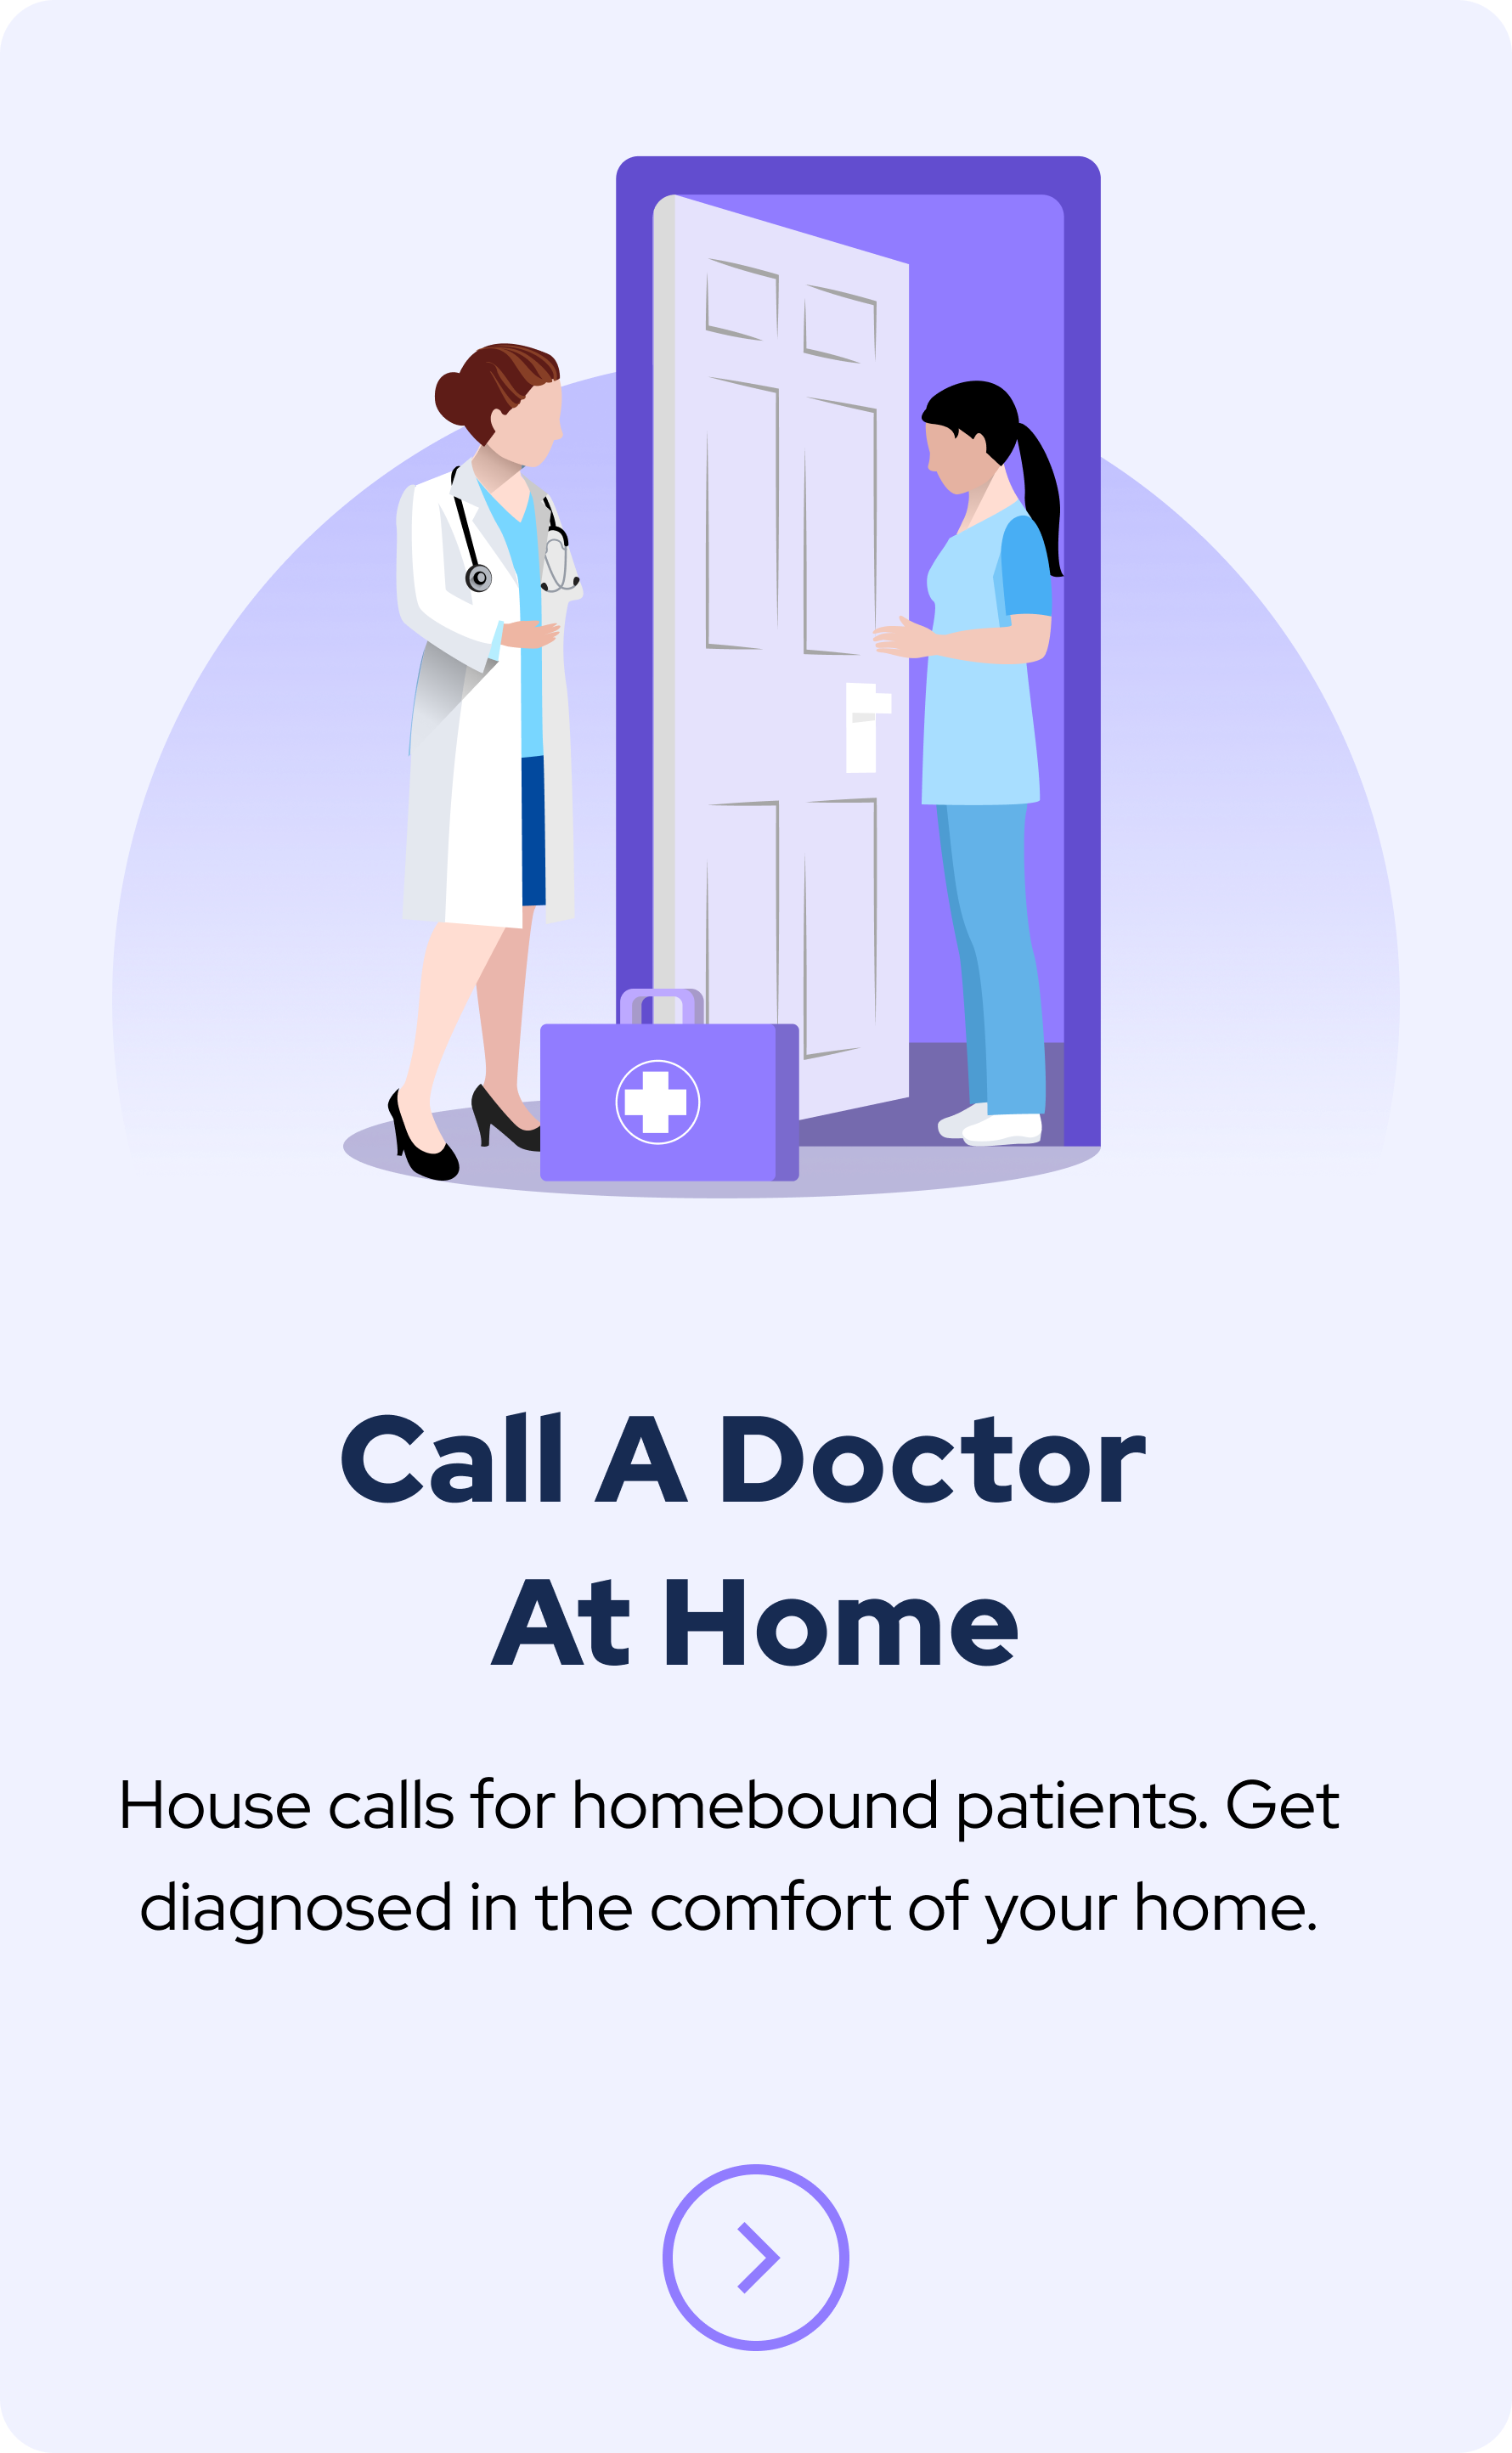 Call A Doctor
At Home
House calls for homebound patients. Get
diagnosed in the comfort of your home.